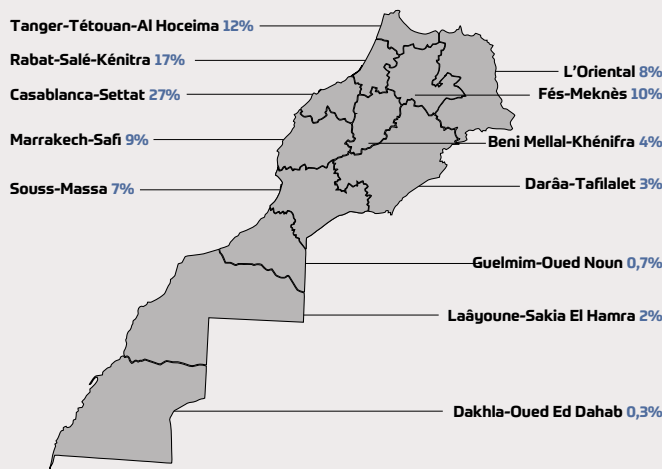 Tanger-Tétouan-Al Hoceima 12%
Rabat-Salé-Kénitra 17%
Casablanca-Settat 27%
Marrakech-Safi 9%
Souss-Massa 7%
L'Oriental 8%
Fés-Meknès 10%
Beni Mellal-Khénifra 4%
Darâa-Tafilalet 3%
Guelmim-Oued Noun 0,7%
Laâyoune-Sakia El Hamra 2%
Dakhla-Oued Ed Dahab 0,3%